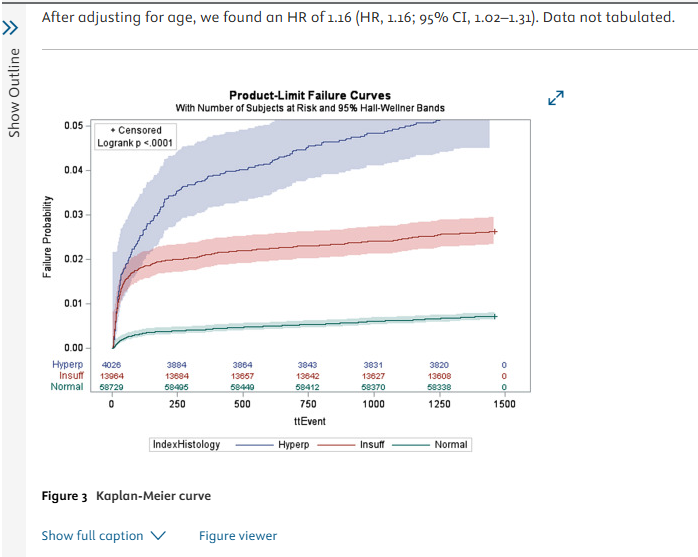 After adjusting for age, we found an HR of 1.16 (HR, 1.16; 95% CI, 1.02–1.31). Data not tabulated.
Show Outline
Product-Limit Failure Curves
With Number of Subjects at Risk and 95% Hall-Wellner Bands
+ Censored
Logrank p <.0001
Failure Probability
0.05
0.04
0.03
0.02
0.01
0.00
Hyperp 4026 3884 3864 3843 3831 3820 0
Insuff 13964 13684 13657 13642 13627 13608 0
Normal 58729 58495 58449 58412 58370 58338 0
0 250 500 750 1000 1250 1500
ttEvent
IndexHistology Hyperp Insuff Normal
Figure 3 Kaplan-Meier curve
Show full caption Figure viewer